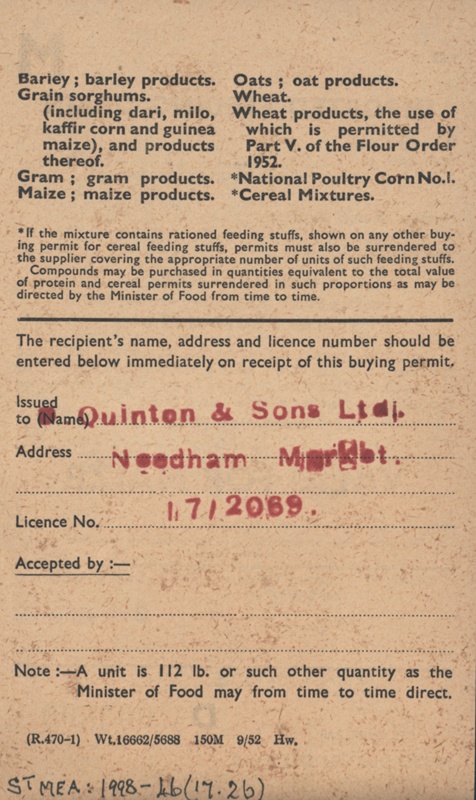 Barley ; barley products.
Grain sorghums.
(including dari, milo,
kaffir corn and guinea
maize), and products
thereof.
Gram ; gram products.
Maize ; maize products.
Oats ; oat products.
Wheat.
Wheat products, the use of
which is permitted by
Part V. of the Flour Order
1952.
*National Poultry Corn No.1.
*Cereal Mixtures.
*If the mixture contains rationed feeding stuffs, shown on any other buy-
ing permit for cereal feeding stuffs, permits must also be surrendered to
the supplier covering the appropriate number of units of such feeding stuffs.
Compounds may be purchased in quantities equivalent to the total value
of protein and cereal permits surrendered in such proportions as may be
directed by the Minister of Food from time to time.
The recipient's name, address and licence number should be
entered below immediately on receipt of this buying permit.
Issued
to (Name) Quinton & Sons Ltd.
Address Needham Market.
Licence No. 17/2069.
Accepted by :—
Note :—A unit is 112 lb. or such other quantity as the
Minister of Food may from time to time direct.
(R.470-1) Wt.16662/5688 150M 9/52 Hw.
STMEA: 1998-46(17.26)